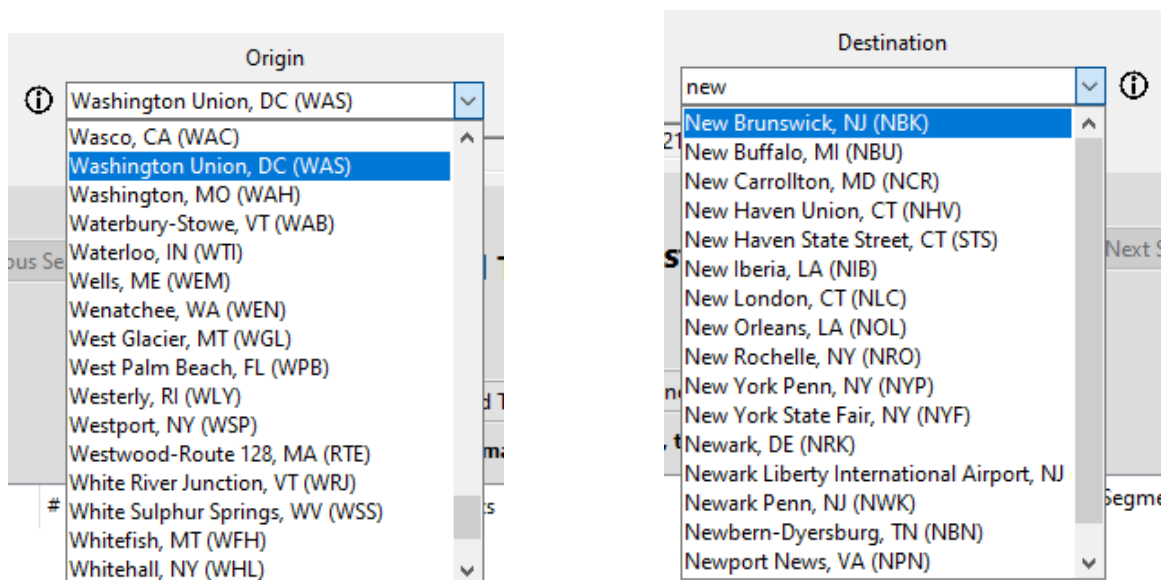 Origin
Washington Union, DC (WAS)
Wasco, CA (WAC)
Washington Union, DC (WAS)
Washington, MO (WAH)
Waterbury-Stowe, VT (WAB)
Waterloo, IN (WTI)
Wells, ME (WEM)
Wenatchee, WA (WEN)
West Glacier, MT (WGL)
West Palm Beach, FL (WPB)
Westerly, RI (WLY)
Westport, NY (WSP)
Westwood-Route 128, MA (RTE)
White River Junction, VT (WRJ)
White Sulphur Springs, WV (WSS)
Whitefish, MT (WFH)
Whitehall, NY (WHL)
#
Destination
new
New Brunswick, NJ (NBK)
New Buffalo, MI (NBU)
New Carrollton, MD (NCR)
New Haven Union, CT (NHV)
New Haven State Street, CT (STS)
New Iberia, LA (NIB)
New London, CT (NLC)
New Orleans, LA (NOL)
New Rochelle, NY (NRO)
New York Penn, NY (NYP)
New York State Fair, NY (NYF)
Newark, DE (NRK)
Newark Liberty International Airport, NJ
Newark Penn, NJ (NWK)
Newbern-Dyersburg, TN (NBN)
Newport News, VA (NPN)
21
Next